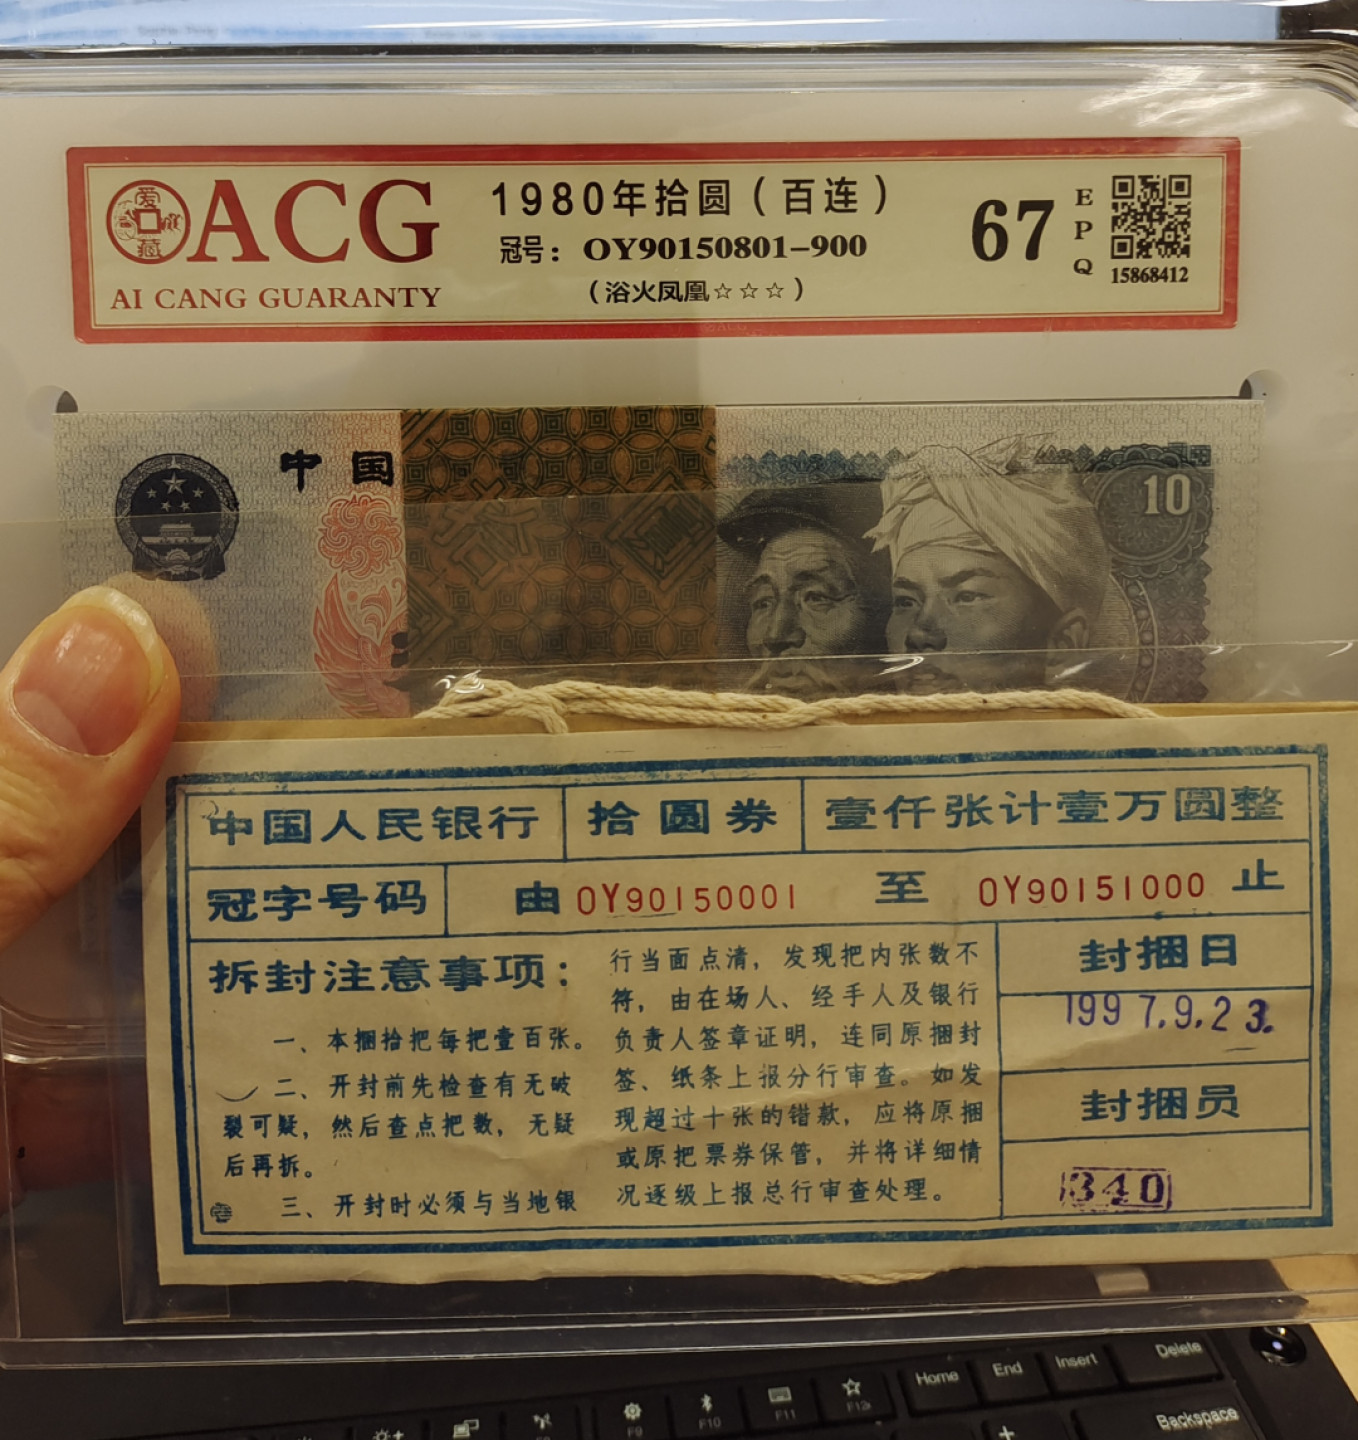 ACG
AI CANG GUARANTY
1980年拾圆(百连)
冠号：OY90150801-900
(浴火凤凰☆☆☆)
67
EPQ
15868412
中国
10
中国人民银行
拾圆券
壹仟张计壹万圆整
冠字号码
由 OY90150001 至 OY90151000 止
拆封注意事项：
一、本捆拾把每把壹百张。
二、开封前先检查有无破
裂可疑，然后查点把数，无疑
后再拆。
三、开封时必须与当地银
行当面点清，发现把内张数不
符，由在场人、经手人及银行
负责人签章证明，连同原捆封
签、纸条上报分行审查。如发
现超过十张的错款，应将原捆
或原把票券保管，并将详细情
况逐级上报总行审查处理。
封捆日
1997.9.23.
封捆员
340
Home
End
Insert
Delete
F9
F10
F11
F12
Backspace